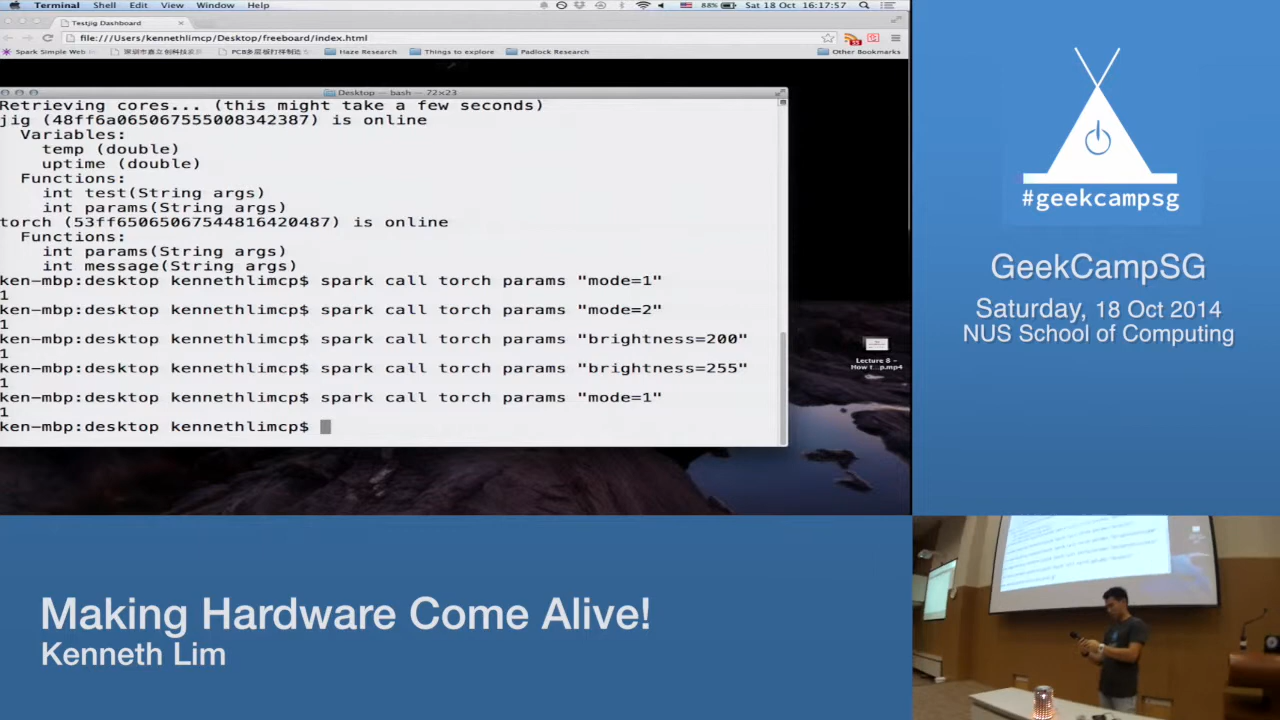 Terminal Shell Edit View Window Help 88% Sat 18 Oct 16:17:57
Testjig Dashboard
file:///Users/kennethlimcp/Desktop/freeboard/index.html
Spark Simple Web Haze Research Things to explore Padlock Research Other Bookmarks
Desktop — bash — 72×23
Retrieving cores... (this might take a few seconds)
jig (48ff6a065067555008342387) is online
Variables:
temp (double)
uptime (double)
Functions:
int test(String args)
int params(String args)
torch (53ff65065067544816420487) is online
Functions:
int params(String args)
int message(String args)
ken-mbp:desktop kennethlimcp$ spark call torch params "mode=1"
1
ken-mbp:desktop kennethlimcp$ spark call torch params "mode=2"
1
ken-mbp:desktop kennethlimcp$ spark call torch params "brightness=200"
1
ken-mbp:desktop kennethlimcp$ spark call torch params "brightness=255"
1
ken-mbp:desktop kennethlimcp$ spark call torch params "mode=1"
1
ken-mbp:desktop kennethlimcp$
Lecture 8 –
How t...p.mp4
#geekcampsg
GeekCampSG
Saturday, 18 Oct 2014
NUS School of Computing
Making Hardware Come Alive!
Kenneth Lim